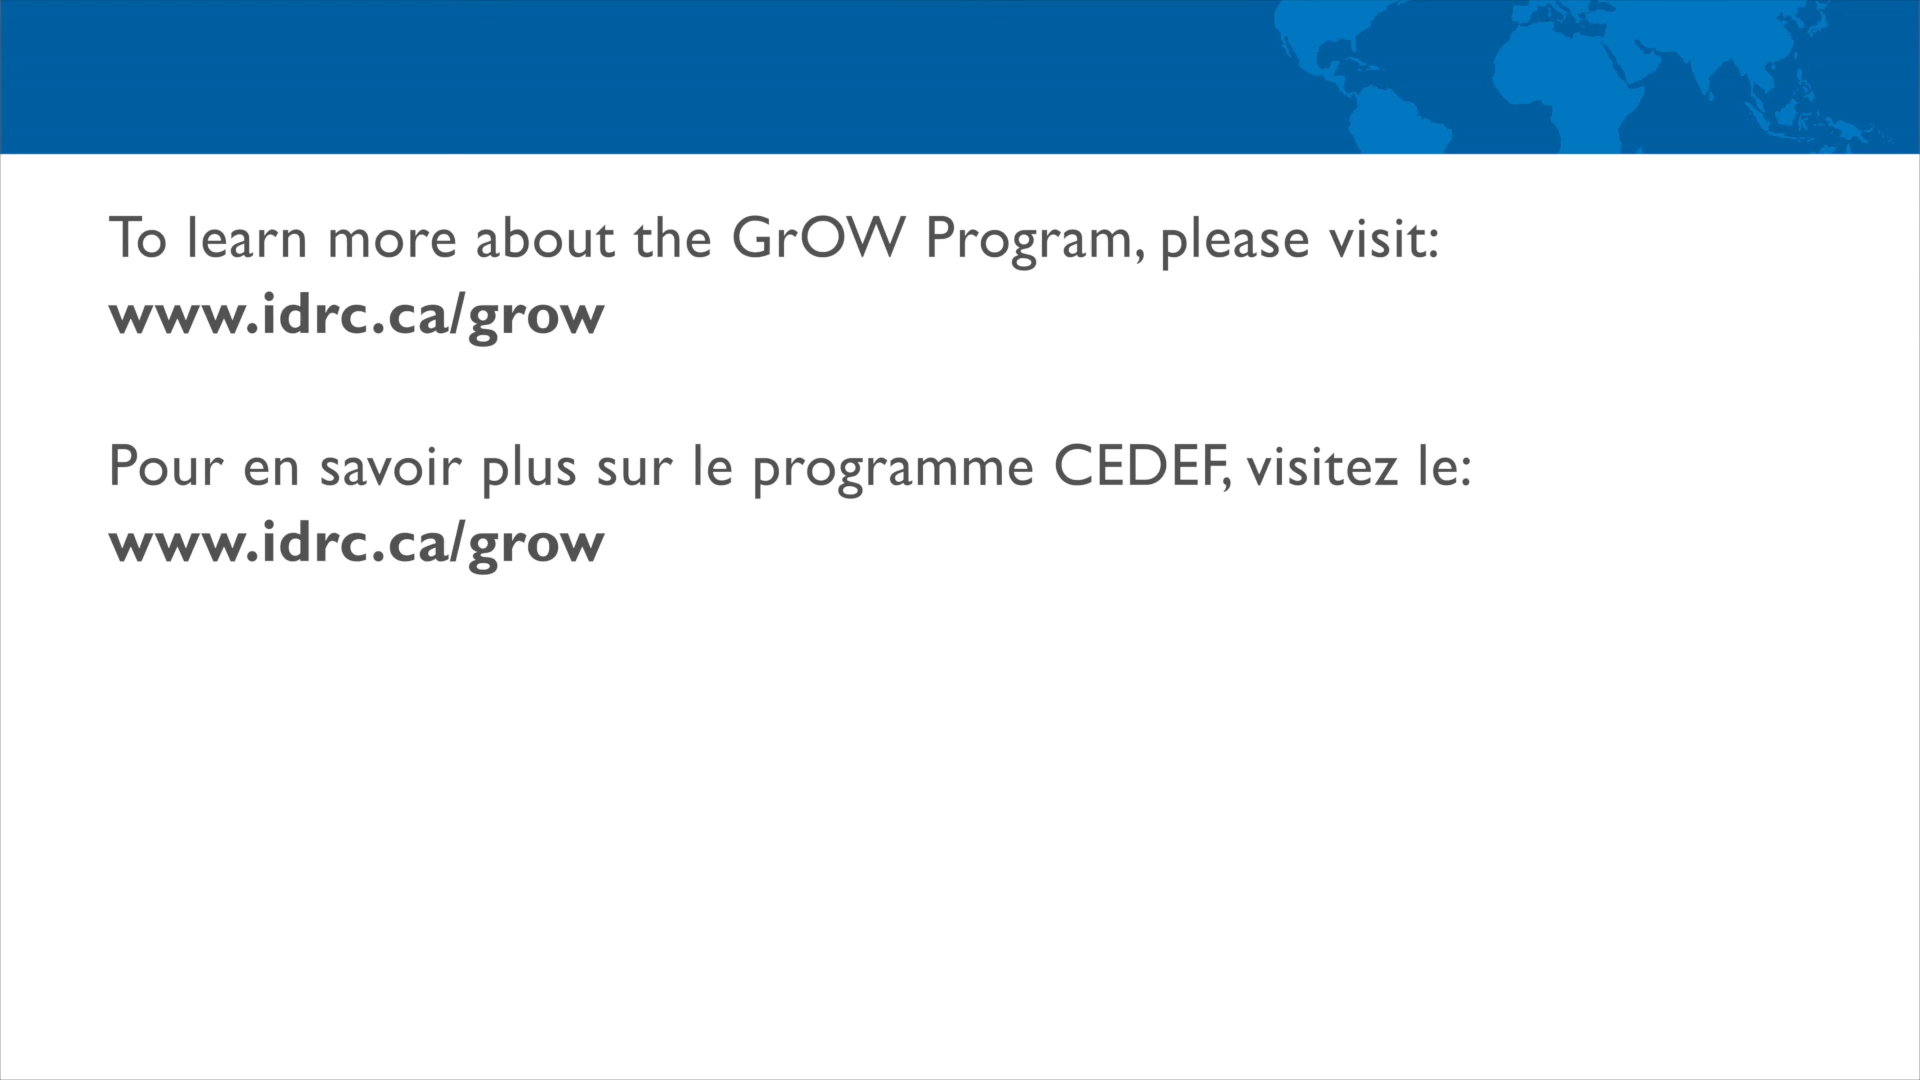 To learn more about the GrOW Program, please visit:
www.idrc.ca/grow
Pour en savoir plus sur le programme CEDEF, visitez le:
www.idrc.ca/grow